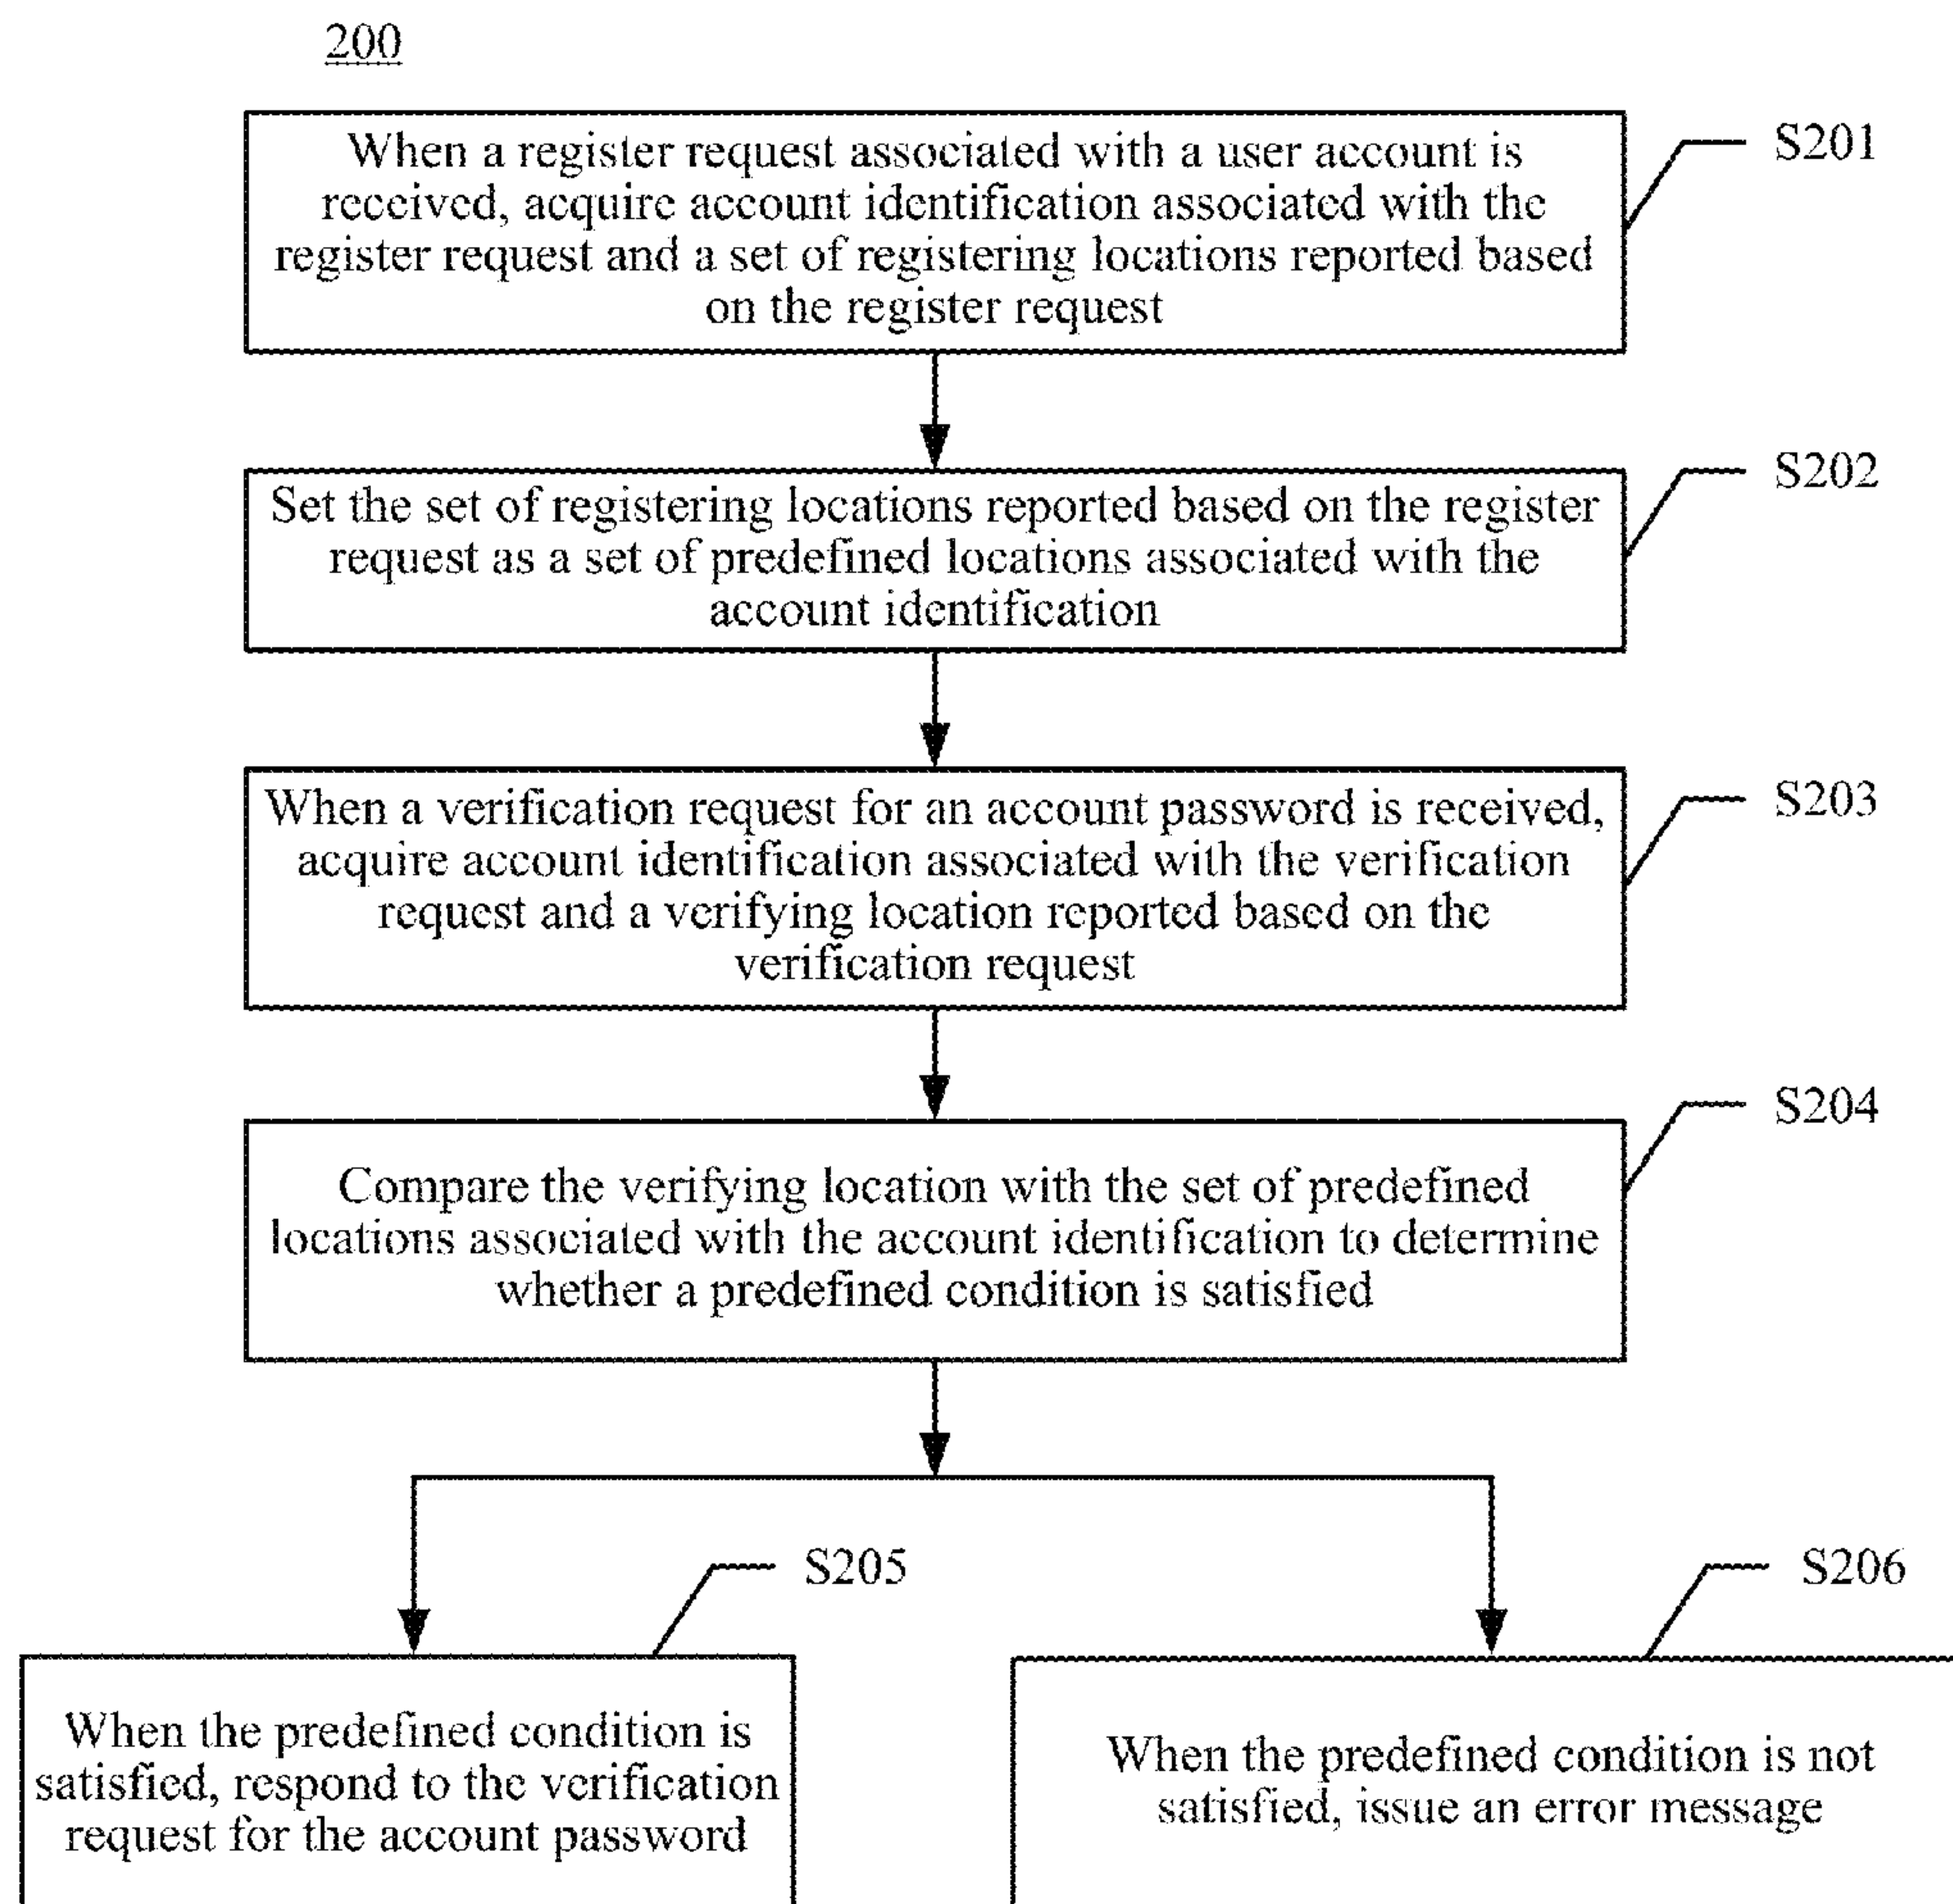 200
When a register request associated with a user account is
received, acquire account identification associated with the
register request and a set of registering locations reported based
on the register request
S201
Set the set of registering locations reported based on the register
request as a set of predefined locations associated with the
account identification
S202
When a verification request for an account password is received,
acquire account identification associated with the verification
request and a verifying location reported based on the
verification request
S203
Compare the verifying location with the set of predefined
locations associated with the account identification to determine
whether a predefined condition is satisfied
S204
S205
When the predefined condition is
satisfied, respond to the verification
request for the account password
S206
When the predefined condition is not
satisfied, issue an error message